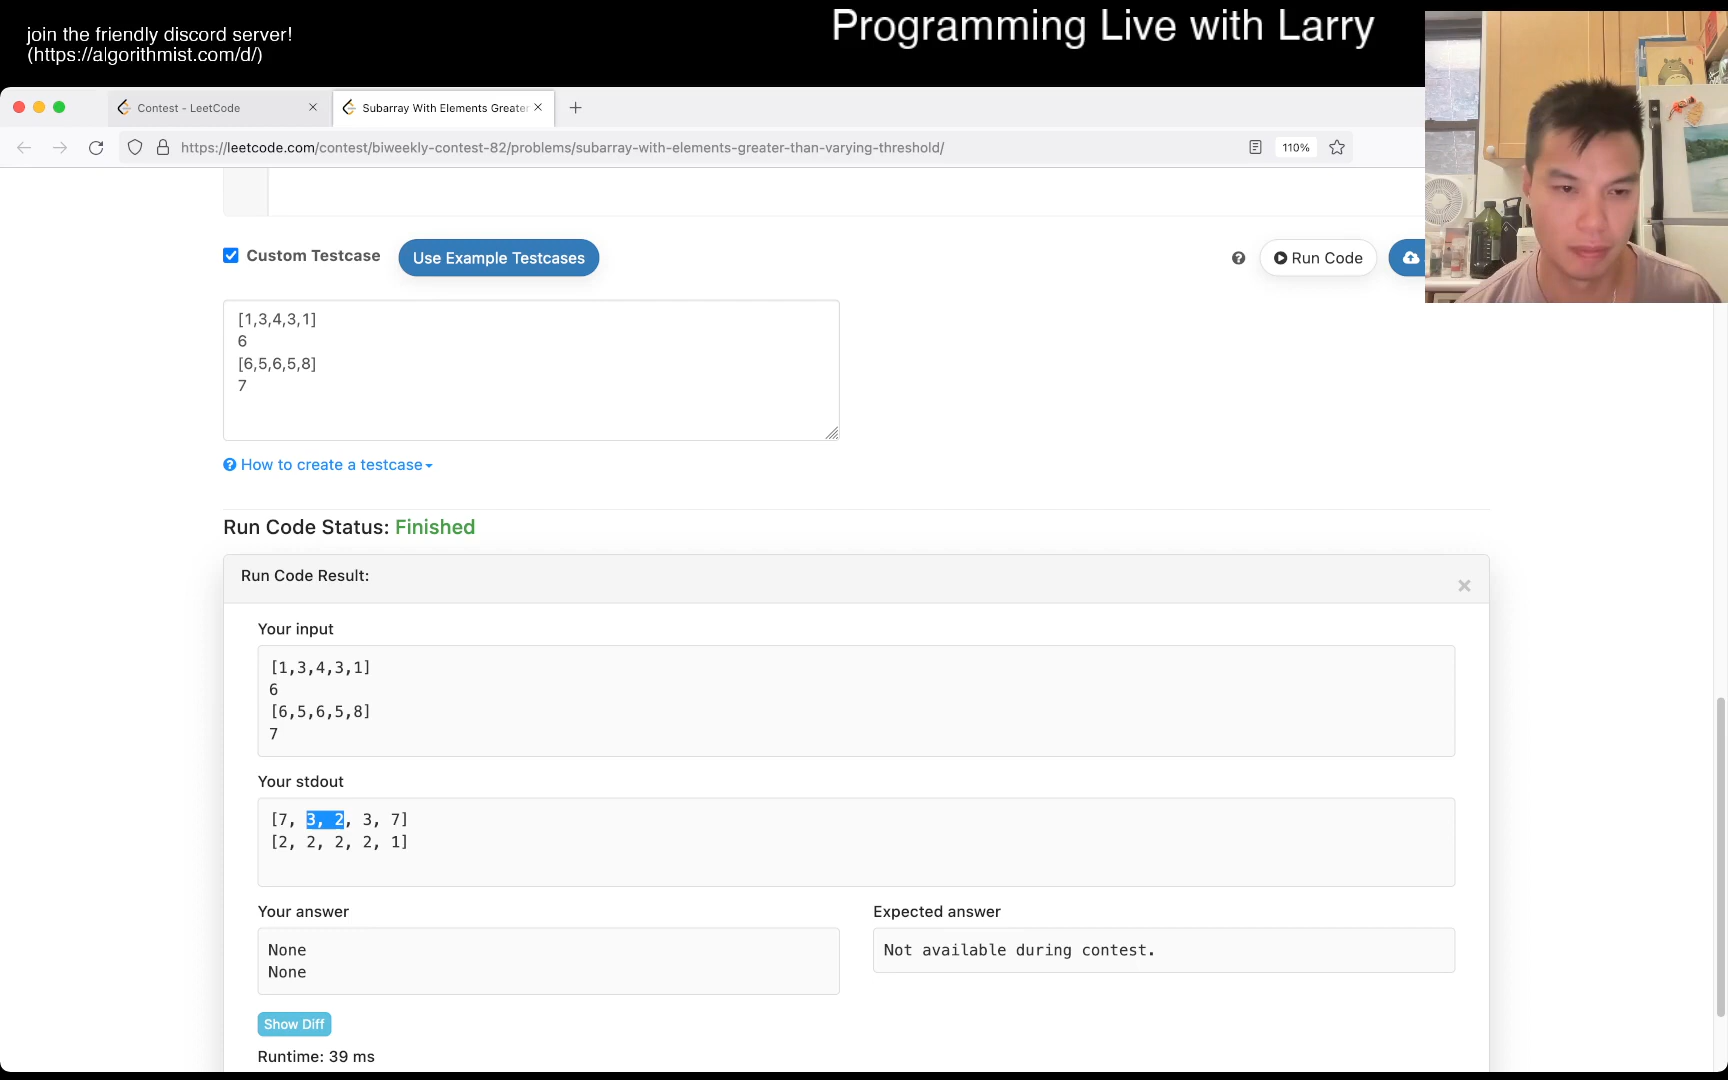 join the friendly discord server!
(https://algorithmist.com/d/)
Programming Live with Larry
Contest - LeetCode
Subarray With Elements Greater
https://leetcode.com/contest/biweekly-contest-82/problems/subarray-with-elements-greater-than-varying-threshold/
110%
Custom Testcase
Use Example Testcases
Run Code
[1,3,4,3,1]
6
[6,5,6,5,8]
7
How to create a testcase
Run Code Status: Finished
Run Code Result:
Your input
[1,3,4,3,1]
6
[6,5,6,5,8]
7
Your stdout
[7, 3, 2, 3, 7]
[2, 2, 2, 2, 1]
Your answer
Expected answer
None
None
Not available during contest.
Show Diff
Runtime: 39 ms